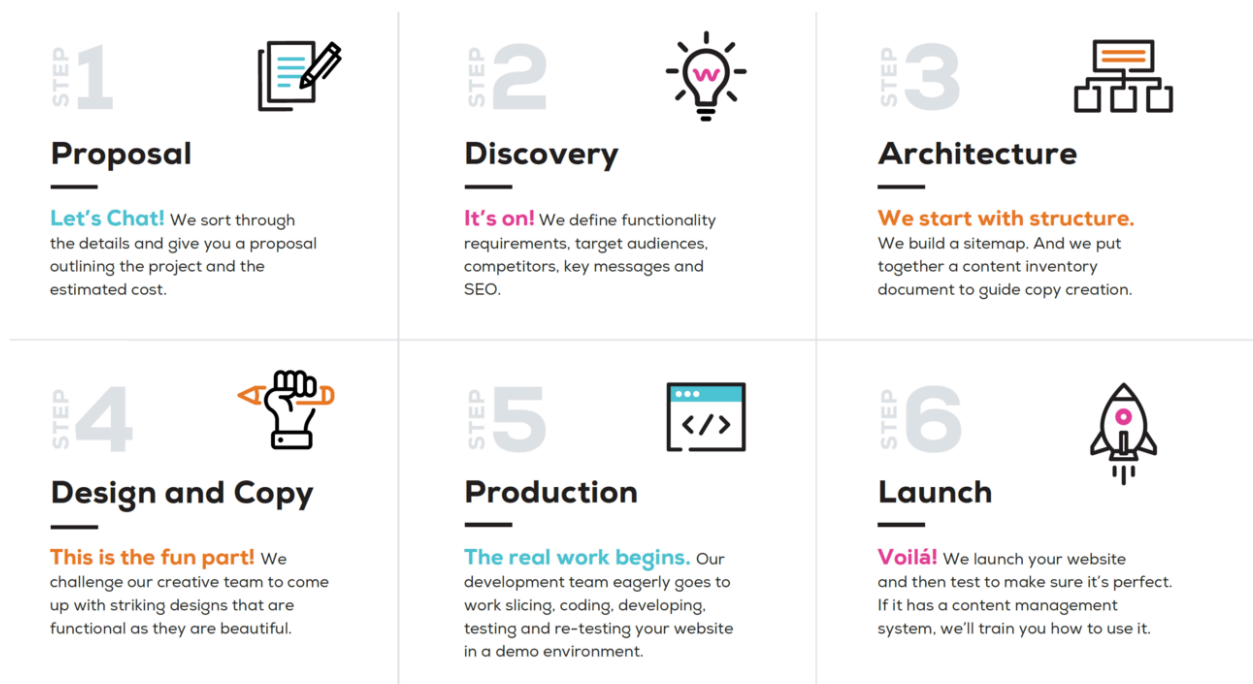 STEP 1
Proposal
Let's Chat! We sort through
the details and give you a proposal
outlining the project and the
estimated cost.
STEP 2
W
Discovery
It's on! We define functionality
requirements, target audiences,
competitors, key messages and
SEO.
STEP 3
Architecture
We start with structure.
We build a sitemap. And we put
together a content inventory
document to guide copy creation.
STEP 4
Design and Copy
This is the fun part! We
challenge our creative team to come
up with striking designs that are
functional as they are beautiful.
STEP 5
</>
Production
The real work begins. Our
development team eagerly goes to
work slicing, coding, developing,
testing and re-testing your website
in a demo environment.
STEP 6
Launch
Voilá! We launch your website
and then test to make sure it's perfect.
If it has a content management
system, we'll train you how to use it.